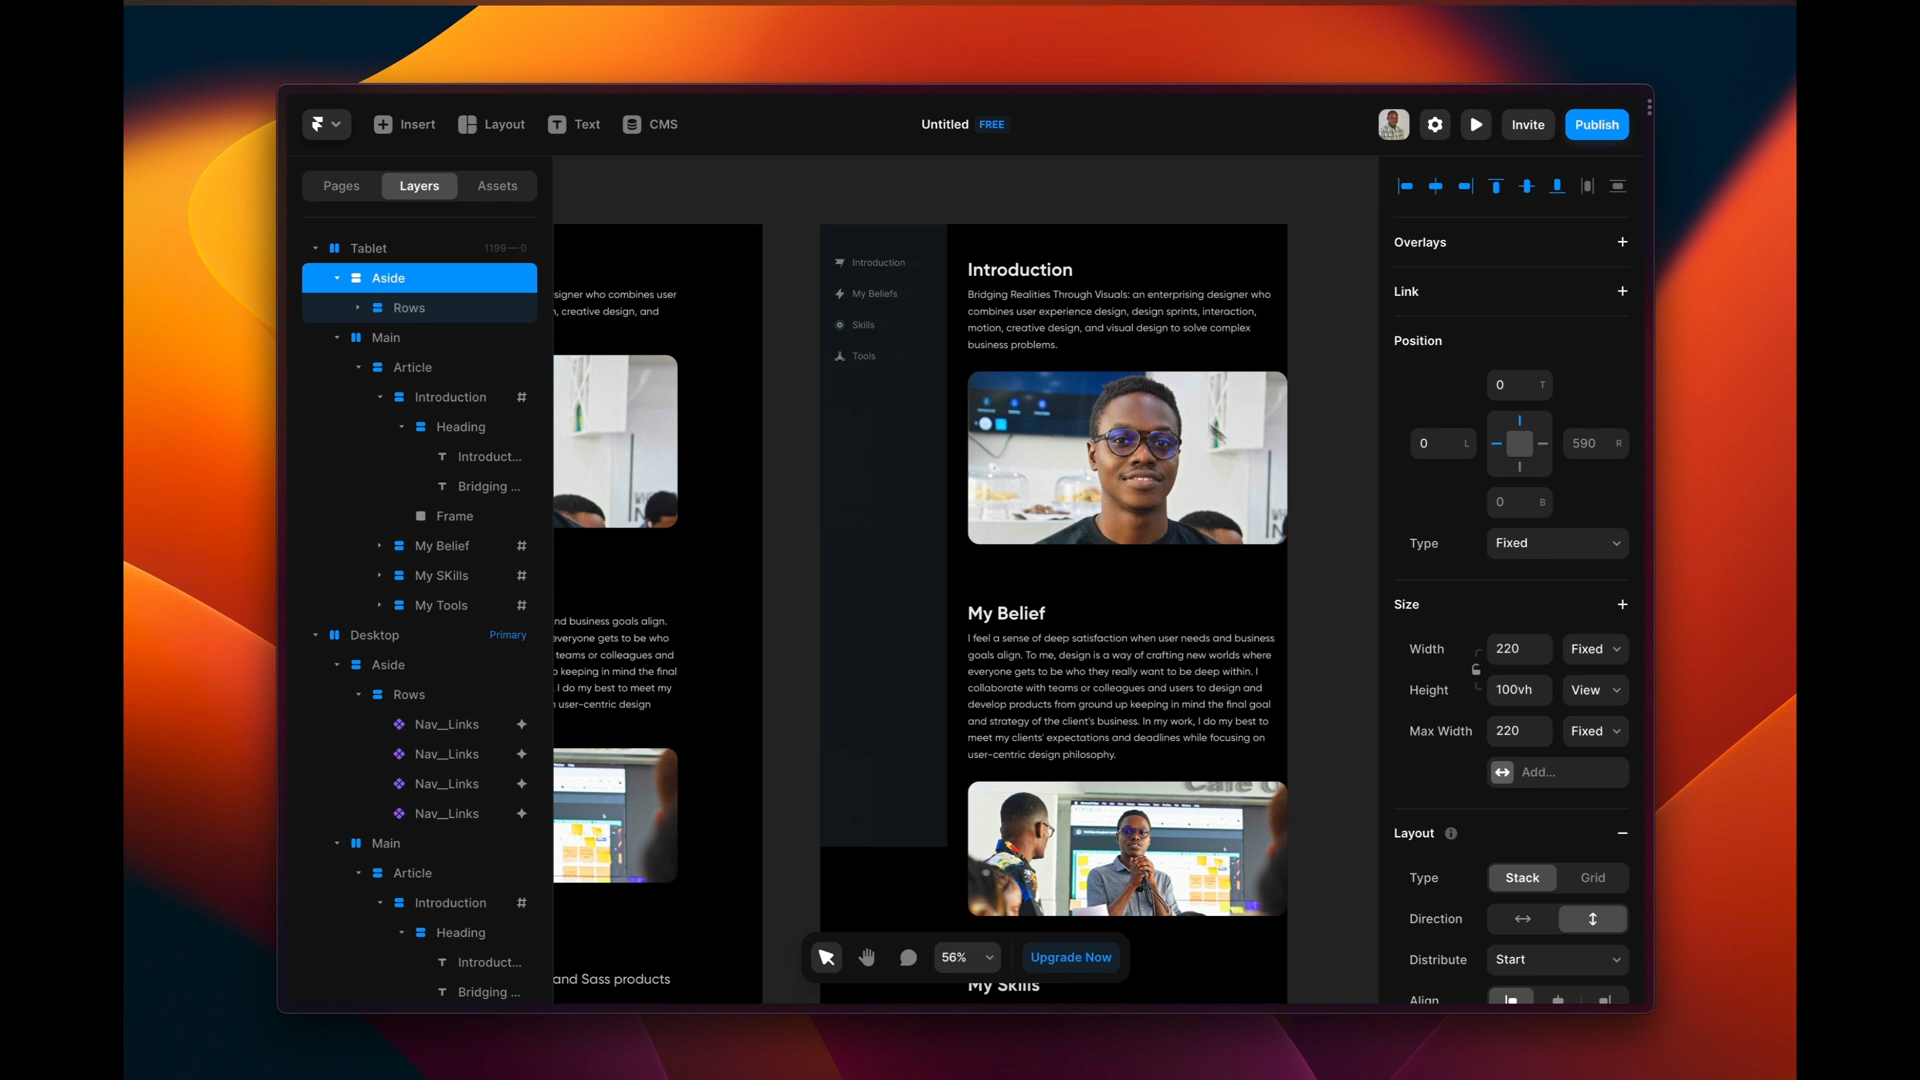 Insert
Layout
Text
CMS
Untitled FREE
Invite
Publish
Pages
Layers
Assets
Tablet 1199—0
Aside
Rows
Main
Article
Introduction
Heading
Introduct...
Bridging ...
Frame
My Belief
My SKills
My Tools
Desktop Primary
Aside
Rows
Nav__Links
Nav__Links
Nav__Links
Nav__Links
Main
Article
Introduction
Heading
Introduct...
Bridging ...
signer who combines user
, creative design, and
nd business goals align.
everyone gets to be who
teams or colleagues and
keeping in mind the final
I do my best to meet my
user-centric design
and Sass products
Introduction
My Beliefs
Skills
Tools
Introduction
Bridging Realities Through Visuals: an enterprising designer who
combines user experience design, design sprints, interaction,
motion, creative design, and visual design to solve complex
business problems.
My Belief
I feel a sense of deep satisfaction when user needs and business
goals align. To me, design is a way of crafting new worlds where
everyone gets to be who they really want to be deep within. I
collaborate with teams or colleagues and users to design and
develop products from ground up keeping in mind the final goal
and strategy of the client's business. In my work, I do my best to
meet my clients' expectations and deadlines while focusing on
user-centric design philosophy.
My Skills
56%
Upgrade Now
Overlays
Link
Position
0 T
0 L
590 R
0 B
Type Fixed
Size
Width 220 Fixed
Height 100vh View
Max Width 220 Fixed
Add...
Layout
Type Stack Grid
Direction
Distribute Start
Align